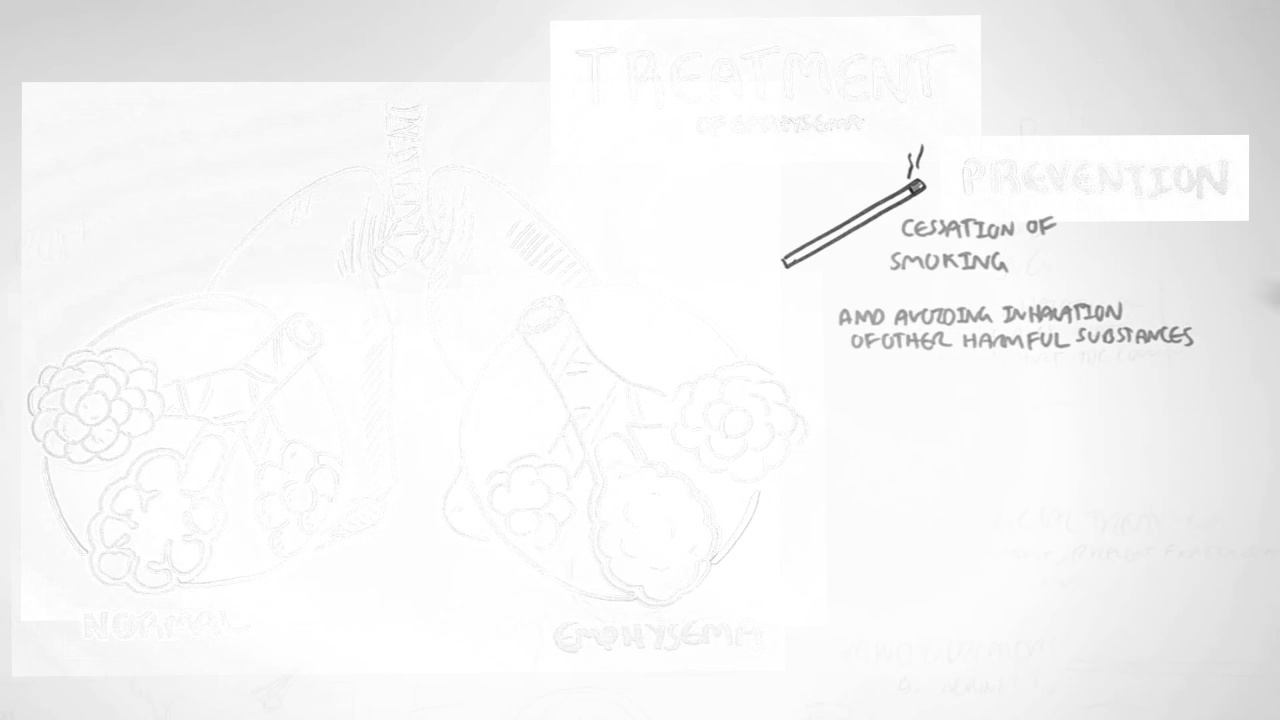 TREATMENT
OF EMPHYSEMA
PREVENTION
CESSATION OF
SMOKING
AND AVOIDING INHALATION
OF OTHER HARMFUL SUBSTANCES
NORMAL
EMPHYSEMA